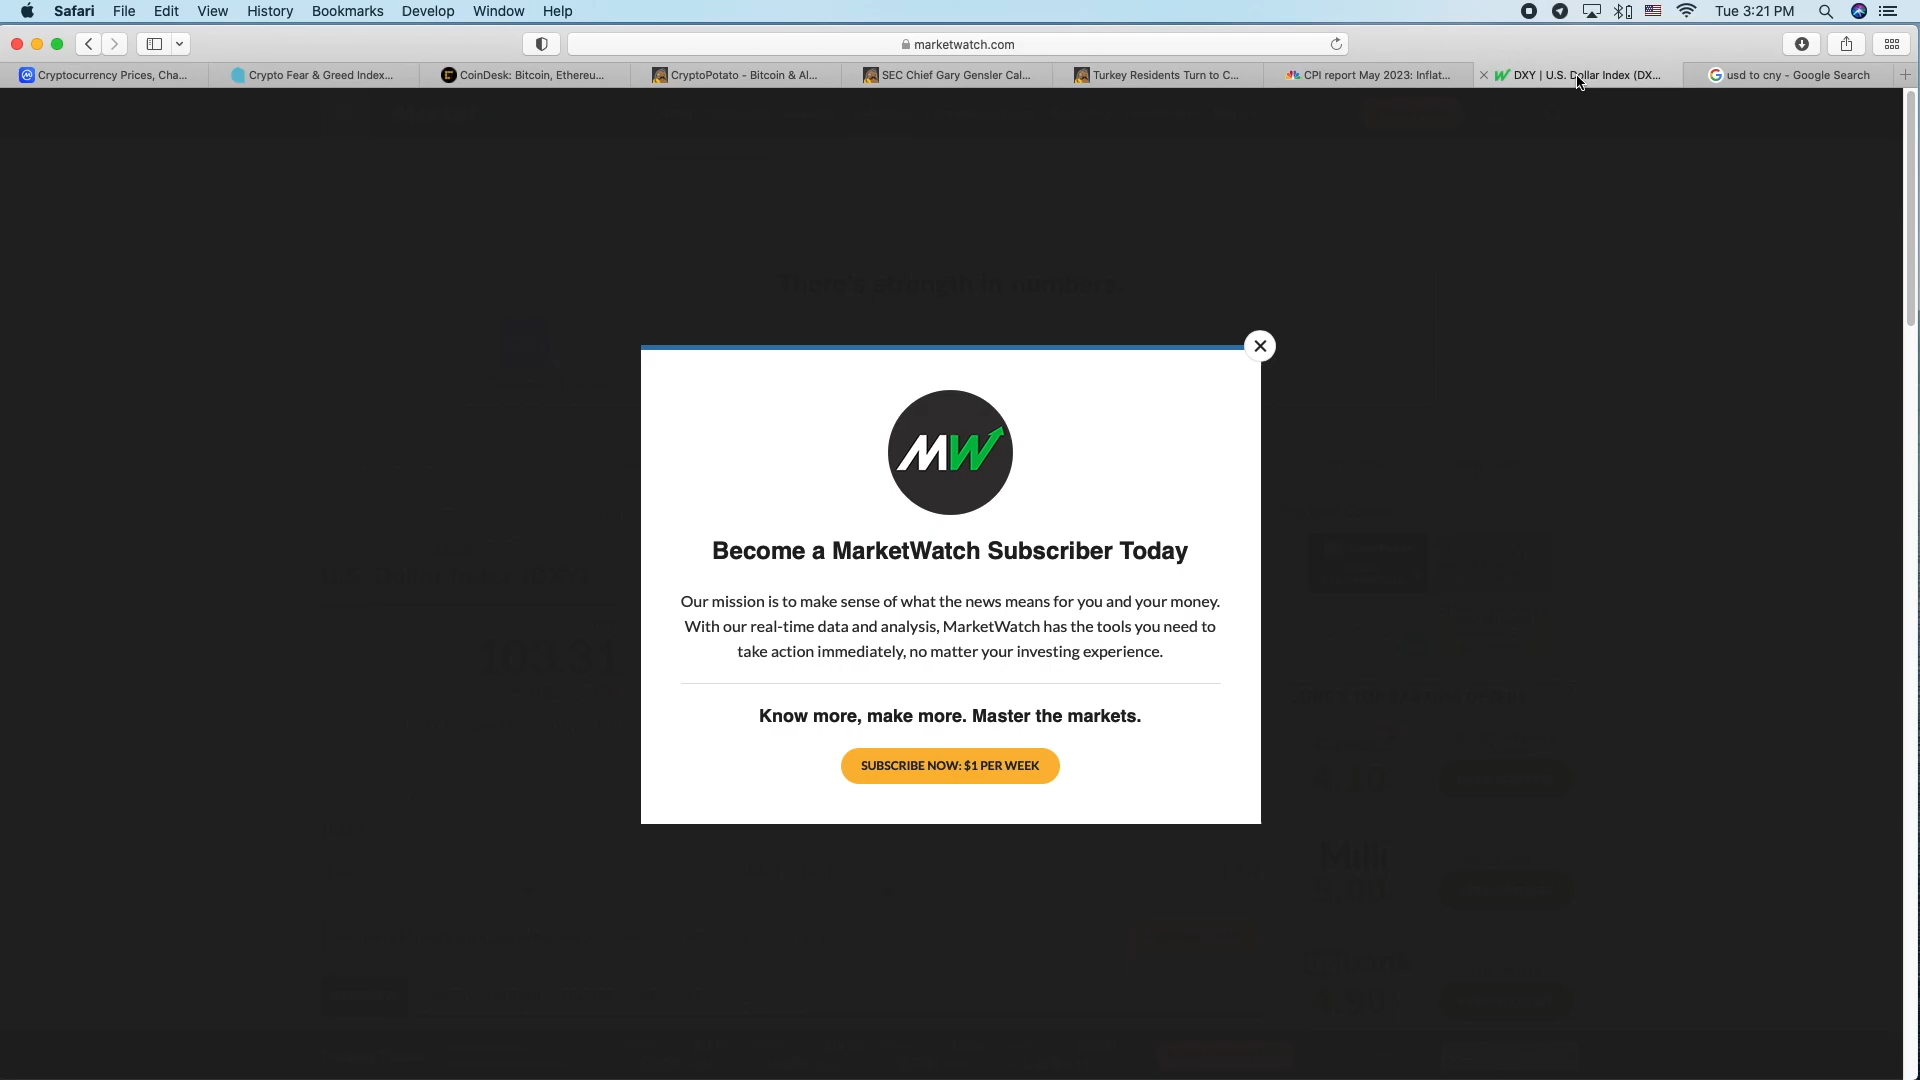 Safari File Edit View History Bookmarks Develop Window Help Tue 3:21 PM
marketwatch.com
Cryptocurrency Prices, Cha... Crypto Fear & Greed Index... CoinDesk: Bitcoin, Ethereu... CryptoPotato - Bitcoin & Al... SEC Chief Gary Gensler Cal... Turkey Residents Turn to C... CPI report May 2023: Inflat... DXY | U.S. Dollar Index (DX... usd to cny - Google Search
There's strength in numbers.
MW
Become a MarketWatch Subscriber Today
Our mission is to make sense of what the news means for you and your money.
With our real-time data and analysis, MarketWatch has the tools you need to
take action immediately, no matter your investing experience.
Know more, make more. Master the markets.
SUBSCRIBE NOW: $1 PER WEEK